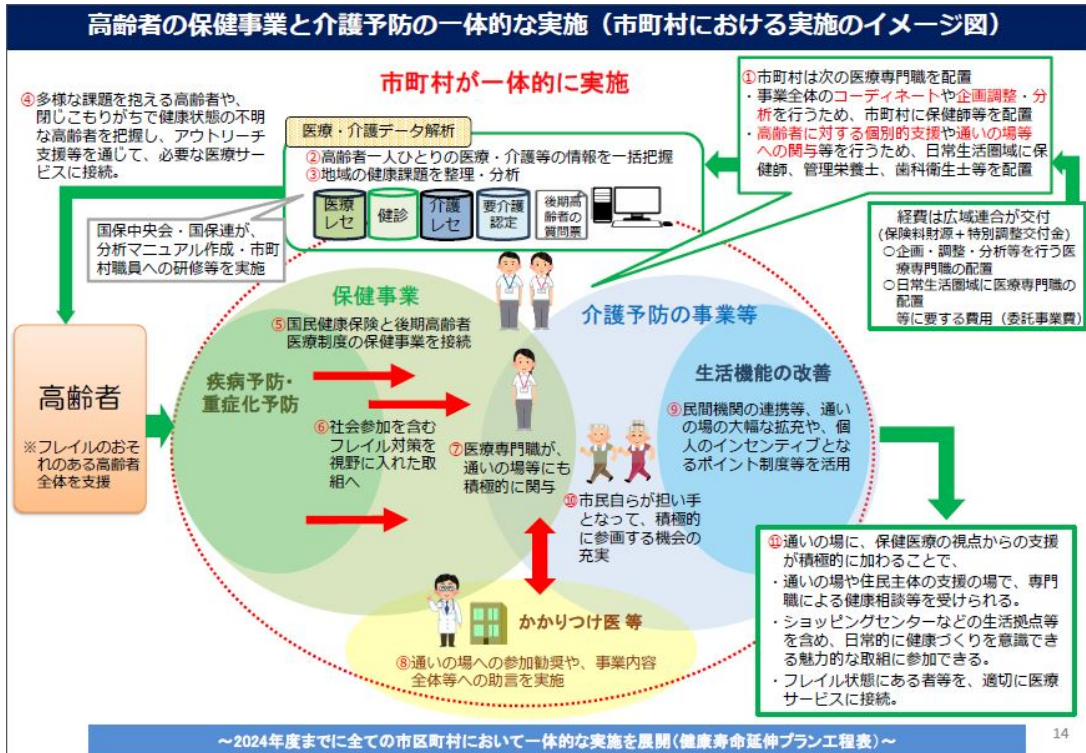 高齢者の保健事業と介護予防の一体的な実施（市町村における実施のイメージ図）
市町村が一体的に実施
④多様な課題を抱える高齢者や、
閉じこもりがちで健康状態の不明
な高齢者を把握し、アウトリーチ
支援等を通じて、必要な医療サー
ビスに接続。
医療・介護データ解析
②高齢者一人ひとりの医療・介護等の情報を一括把握
③地域の健康課題を整理・分析
医療
レセ
健診
介護
レセ
要介護
認定
後期高
齢者の
質問票
①市町村は次の医療専門職を配置
・事業全体のコーディネートや企画調整・分
析を行うため、市町村に保健師等を配置
・高齢者に対する個別的支援や通いの場等
への関与等を行うため、日常生活圏域に保
健師、管理栄養士、歯科衛生士等を配置
国保中央会・国保連が、
分析マニュアル作成・市町
村職員への研修等を実施
経費は広域連合が交付
(保険料財源＋特別調整交付金)
○企画・調整・分析等を行う医
療専門職の配置
○日常生活圏域に医療専門職の
配置
等に要する費用（委託事業費）
高齢者
※フレイルのおそ
れのある高齢者
全体を支援
保健事業
⑤国民健康保険と後期高齢者
医療制度の保健事業を接続
疾病予防・
重症化予防
⑥社会参加を含む
フレイル対策を
視野に入れた取
組へ
⑦医療専門職が、
通いの場等にも
積極的に関与
介護予防の事業等
生活機能の改善
⑨民間機関の連携等、通い
の場の大幅な拡充や、個
人のインセンティブとな
るポイント制度等を活用
⑩市民自らが担い手
となって、積極的
に参画する機会の
充実
かかりつけ医 等
⑧通いの場への参加勧奨や、事業内容
全体等への助言を実施
⑪通いの場に、保健医療の視点からの支援
が積極的に加わることで、
・通いの場や住民主体の支援の場で、専門
職による健康相談等を受けられる。
・ショッピングセンターなどの生活拠点等
を含め、日常的に健康づくりを意識でき
る魅力的な取組に参加できる。
・フレイル状態にある者等を、適切に医療
サービスに接続。
～2024年度までに全ての市区町村において一体的な実施を展開(健康寿命延伸プラン工程表)～
14